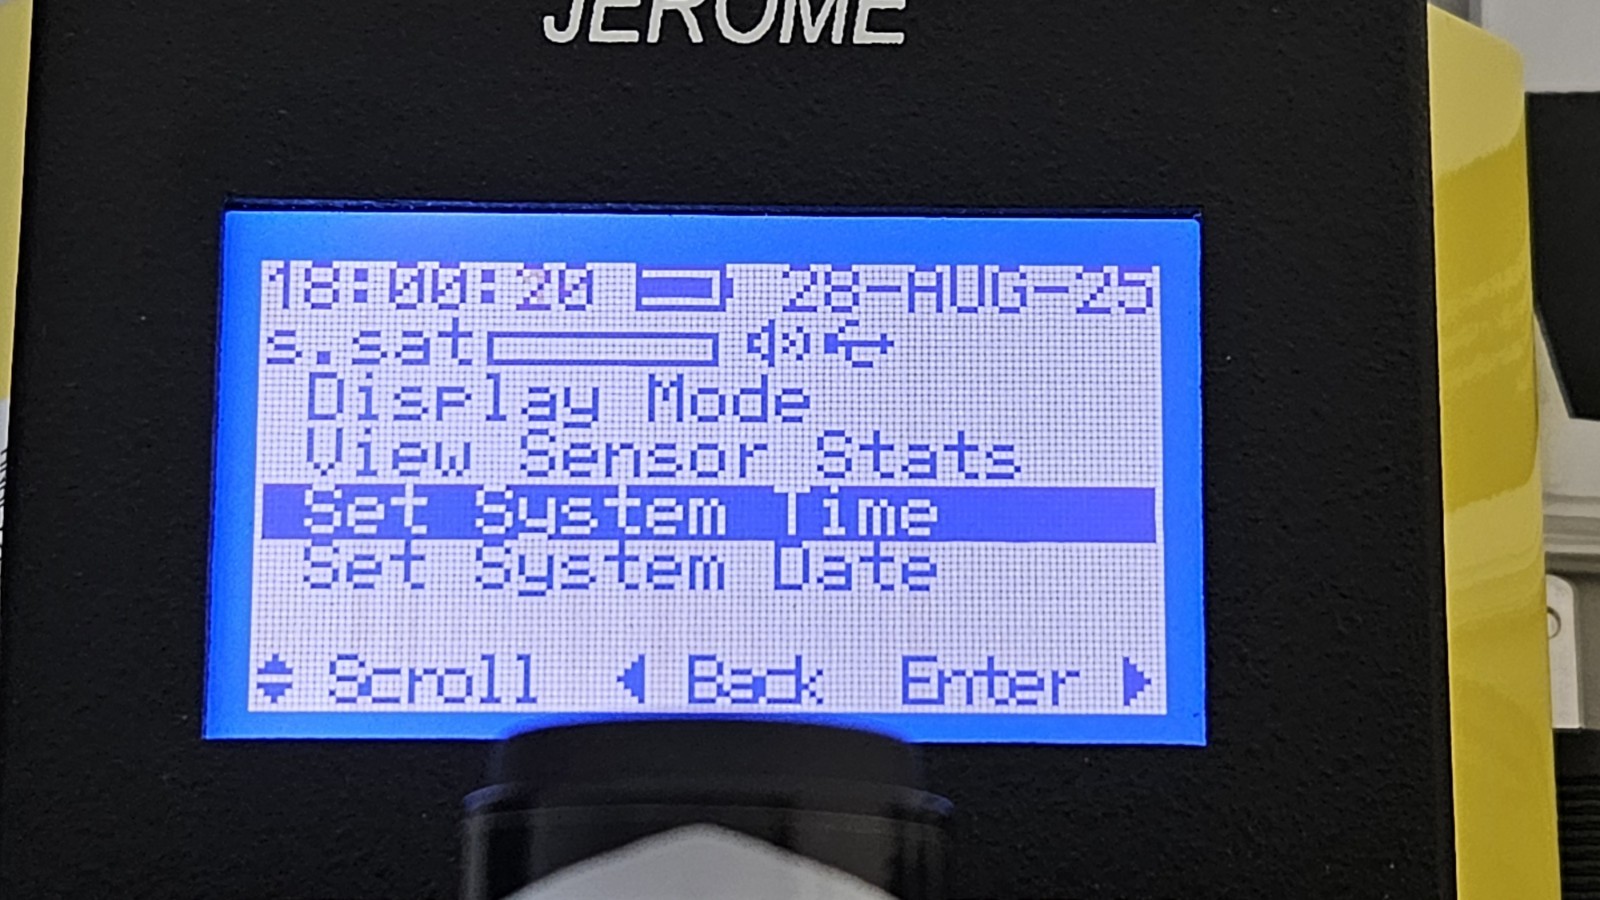 JEROME
18:00:20 28-AUG-25
s.sat
Display Mode
View Sensor Stats
Set System Time
Set System Date
Scroll Back Enter